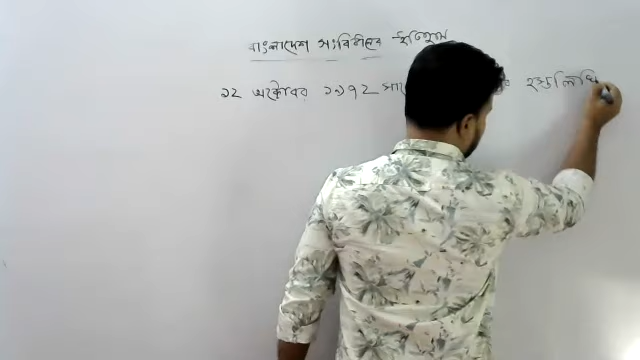 বাংলাদেশ সংবিধানের ইতিহাস
১২ অক্টোবর ১৯৭২ সা হস্তলিপি